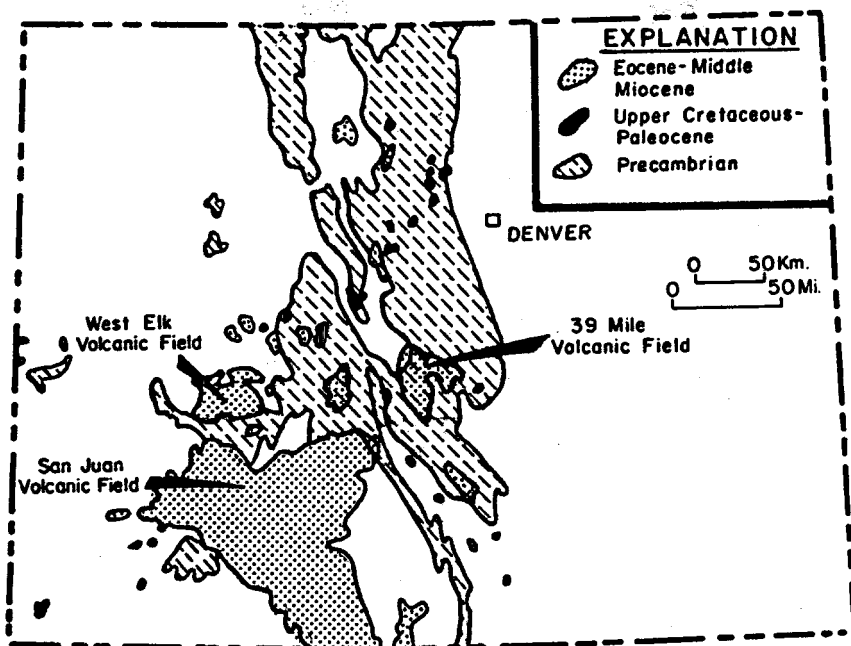 EXPLANATION
Eocene-Middle
Miocene
Upper Cretaceous-
Paleocene
Precambrian
DENVER
0 50Km.
0 50Mi.
West Elk
Volcanic Field
39 Mile
Volcanic Field
San Juan
Volcanic Field